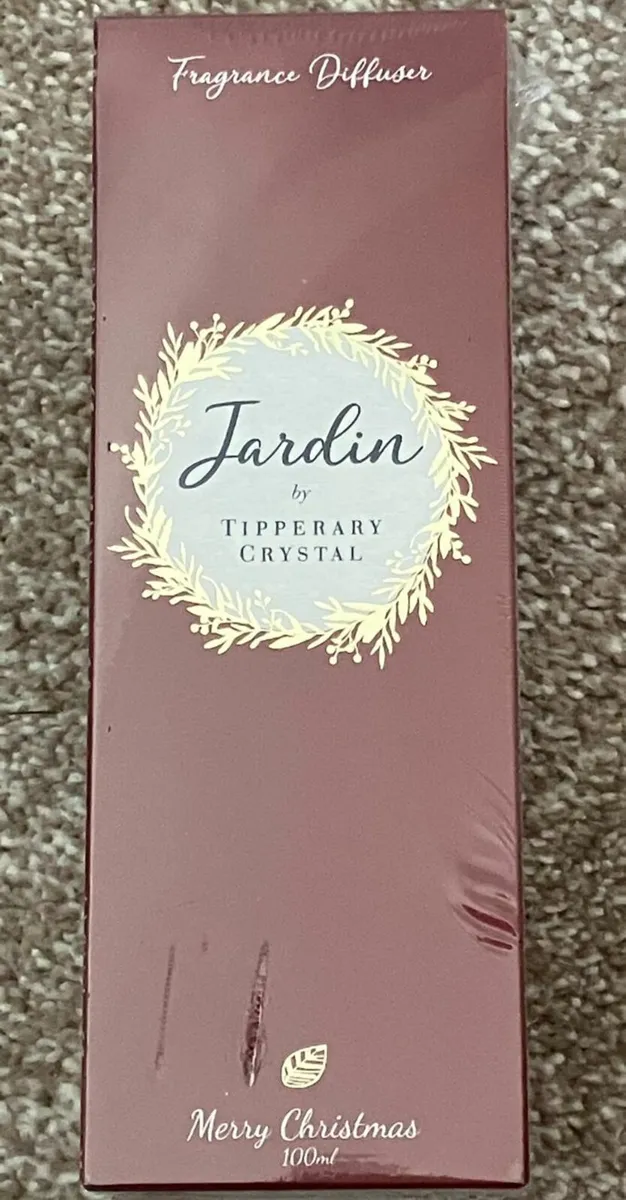 Fragrance Diffuser
Jardin
by
TIPPERARY
CRYSTAL
Merry Christmas
100ml